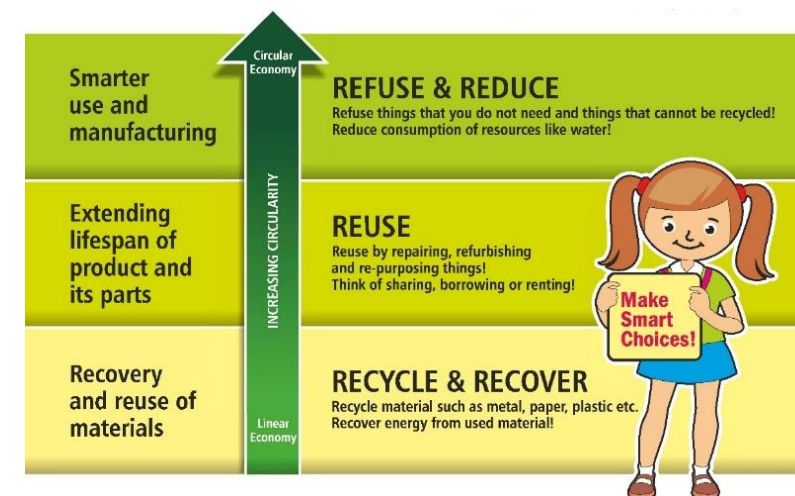 Smarter
use and
manufacturing
Circular
Economy
REFUSE & REDUCE
Refuse things that you do not need and things that cannot be recycled!
Reduce consumption of resources like water!
Extending
lifespan of
product and
its parts
INCREASING CIRCULARITY
REUSE
Reuse by repairing, refurbishing
and re-purposing things!
Think of sharing, borrowing or renting!
Make
Smart
Choices!
Recovery
and reuse of
materials
Linear
Economy
RECYCLE & RECOVER
Recycle material such as metal, paper, plastic etc.
Recover energy from used material!